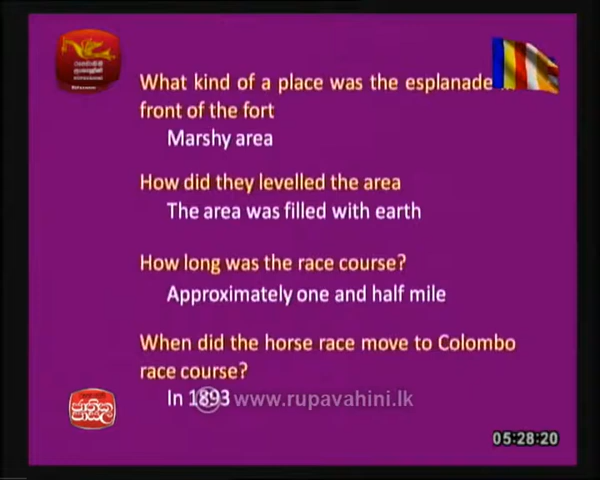 What kind of a place was the esplanade
front of the fort
Marshy area
How did they levelled the area
The area was filled with earth
How long was the race course?
Approximately one and half mile
When did the horse race move to Colombo
race course?
In 1893
www.rupavahini.lk
05:28:20